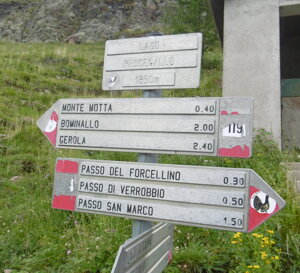 LAGO
PESCEGALLO
MONTE MOTTA 0.40
BOMINALLO 2.00
GEROLA 2.40
119
PASSO DEL FORCELLINO 0.30
PASSO DI VERROBBIO 0.50
PASSO SAN MARCO 1.50